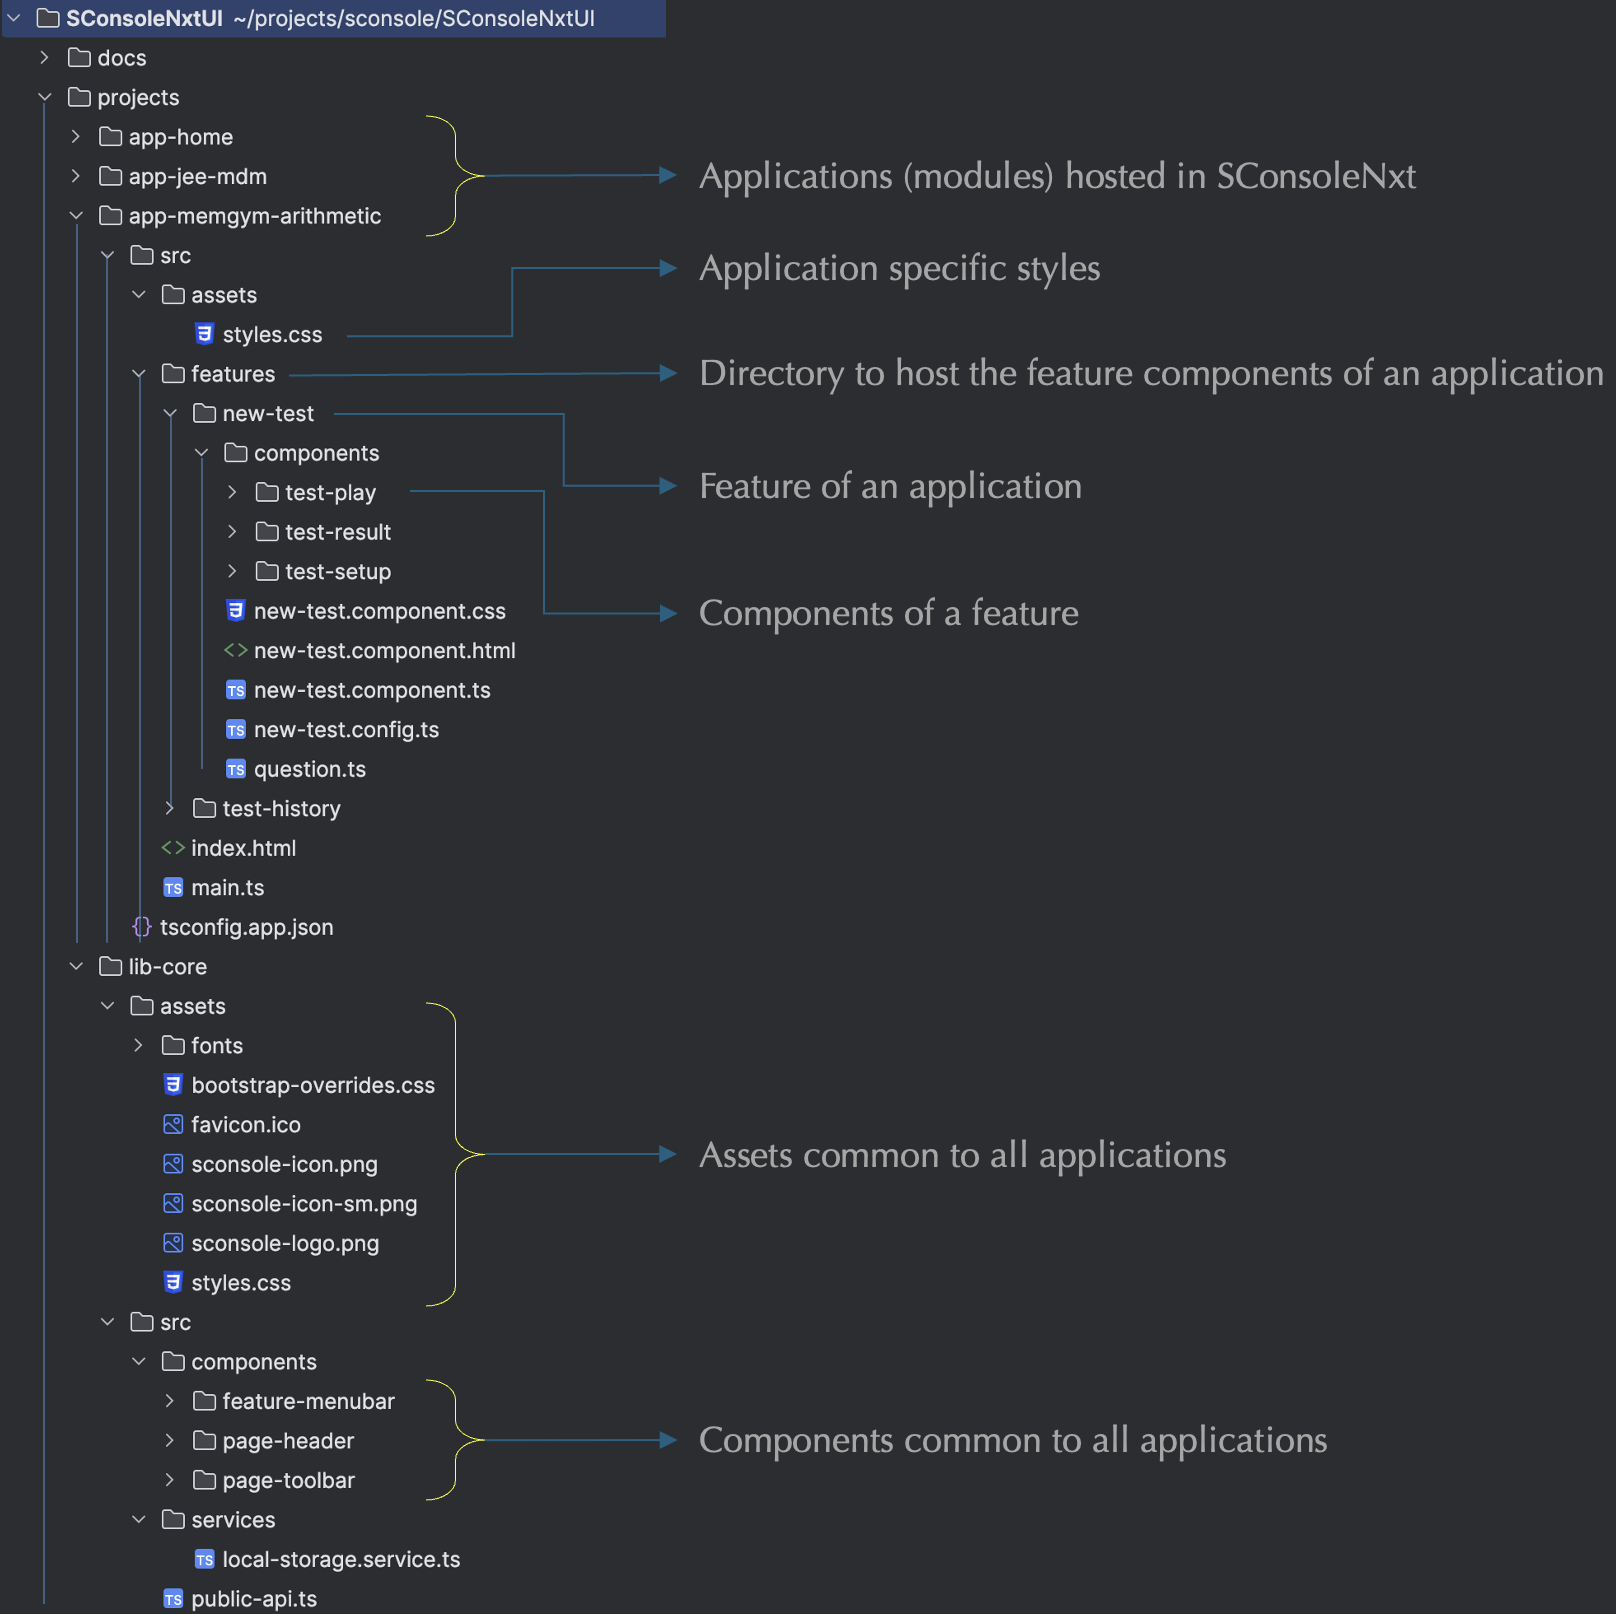 SConsoleNxtUI ~/projects/sconsole/SConsoleNxtUI
docs
projects
app-home
app-jee-mdm
Applications (modules) hosted in SConsoleNxt
app-memgym-arithmetic
src
Application specific styles
assets
styles.css
features
Directory to host the feature components of an application
new-test
components
Feature of an application
test-play
test-result
test-setup
new-test.component.css
Components of a feature
new-test.component.html
new-test.component.ts
new-test.config.ts
question.ts
test-history
index.html
main.ts
tsconfig.app.json
lib-core
assets
fonts
bootstrap-overrides.css
favicon.ico
Assets common to all applications
sconsole-icon.png
sconsole-icon-sm.png
sconsole-logo.png
styles.css
src
components
feature-menubar
page-header
Components common to all applications
page-toolbar
services
local-storage.service.ts
public-api.ts